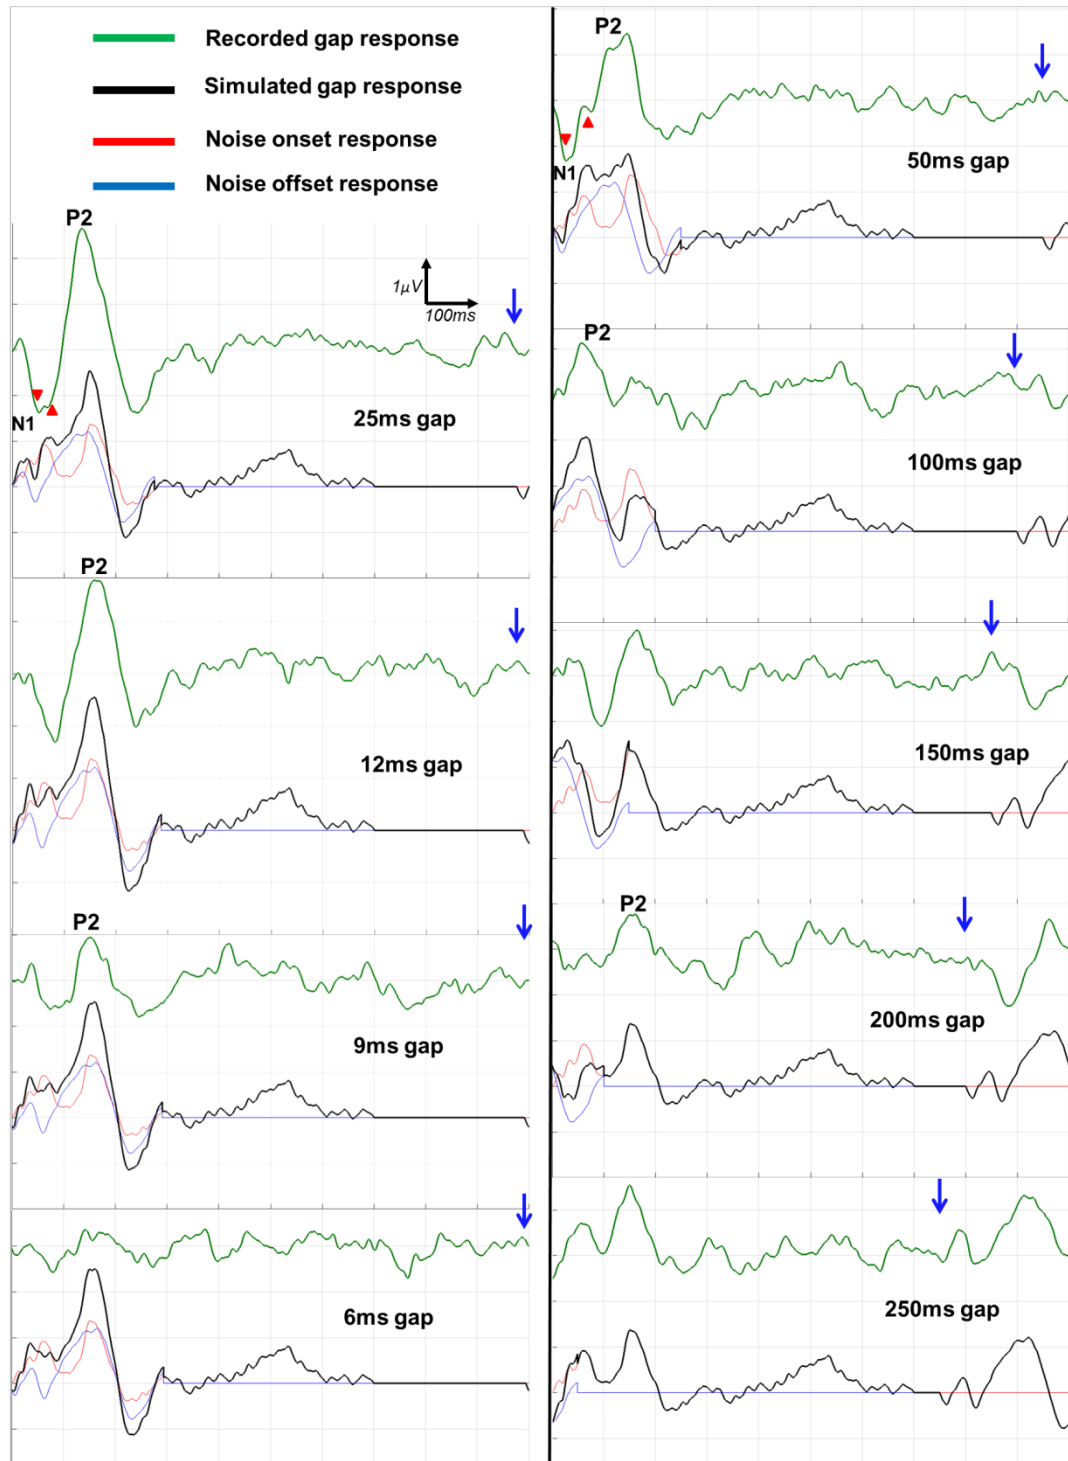 Recorded gap response
Simulated gap response
Noise onset response
Noise offset response
P2
1μV
100ms
N1
25ms gap
P2
12ms gap
P2
9ms gap
6ms gap
P2
N1
50ms gap
P2
100ms gap
150ms gap
P2
200ms gap
250ms gap